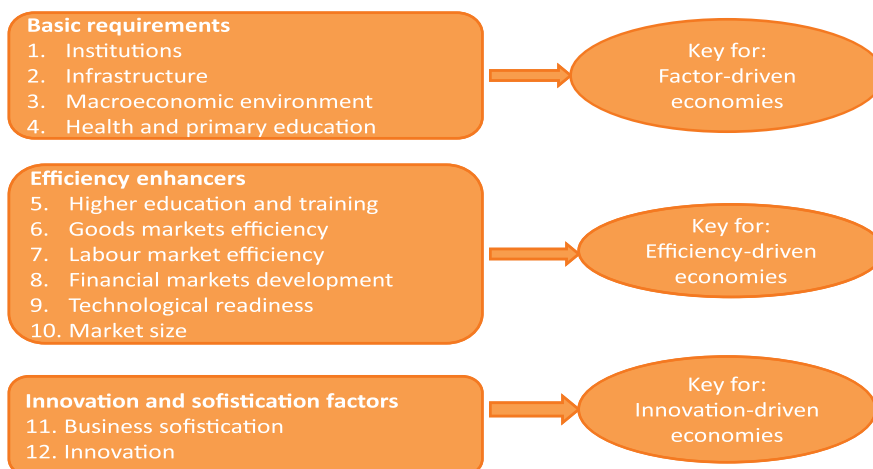 Basic requirements
1. Institutions
2. Infrastructure
3. Macroeconomic environment
4. Health and primary education
Key for:
Factor-driven
economies
Efficiency enhancers
5. Higher education and training
6. Goods markets efficiency
7. Labour market efficiency
8. Financial markets development
9. Technological readiness
10. Market size
Key for:
Efficiency-driven
economies
Innovation and sofistication factors
11. Business sofistication
12. Innovation
Key for:
Innovation-driven
economies